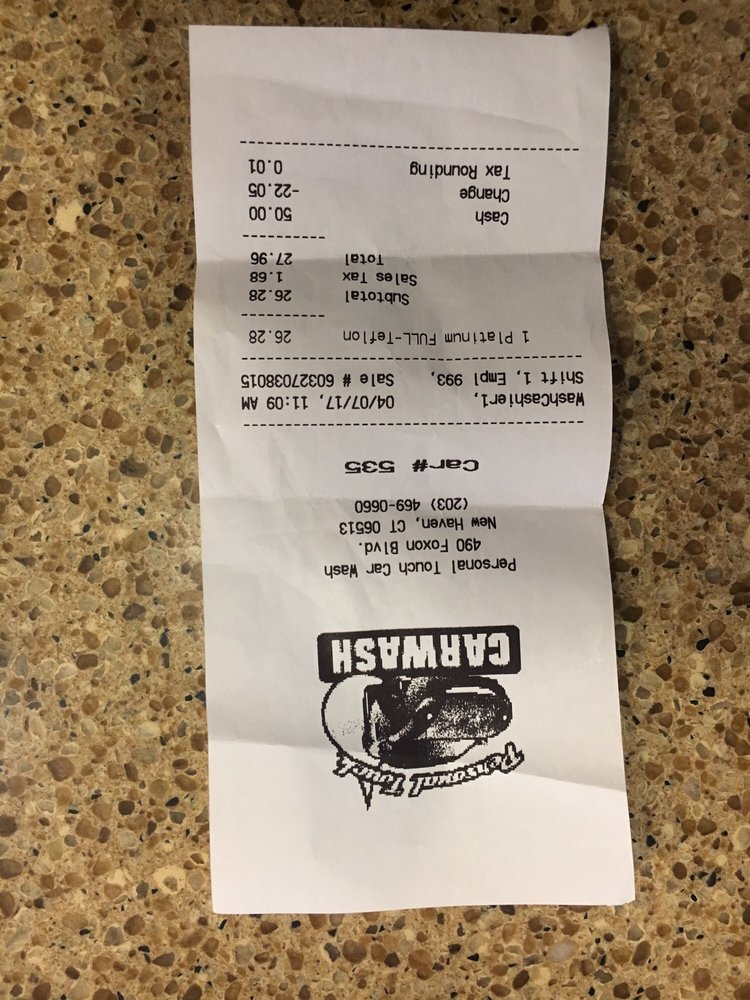 Personal Touch
CARWASH
Personal Touch Car Wash
490 Foxon Blvd.
New Haven, CT 06513
(203) 469-0660
Car# 535
WashCashier1, 04/07/17, 11:09 AM
Shift 1, Empl 993, Sale # 60327038015
1 Platinum FULL-Teflon 26.28
Subtotal 26.28
Sales Tax 1.68
Total 27.96
Cash 50.00
Change -22.05
Tax Rounding 0.01